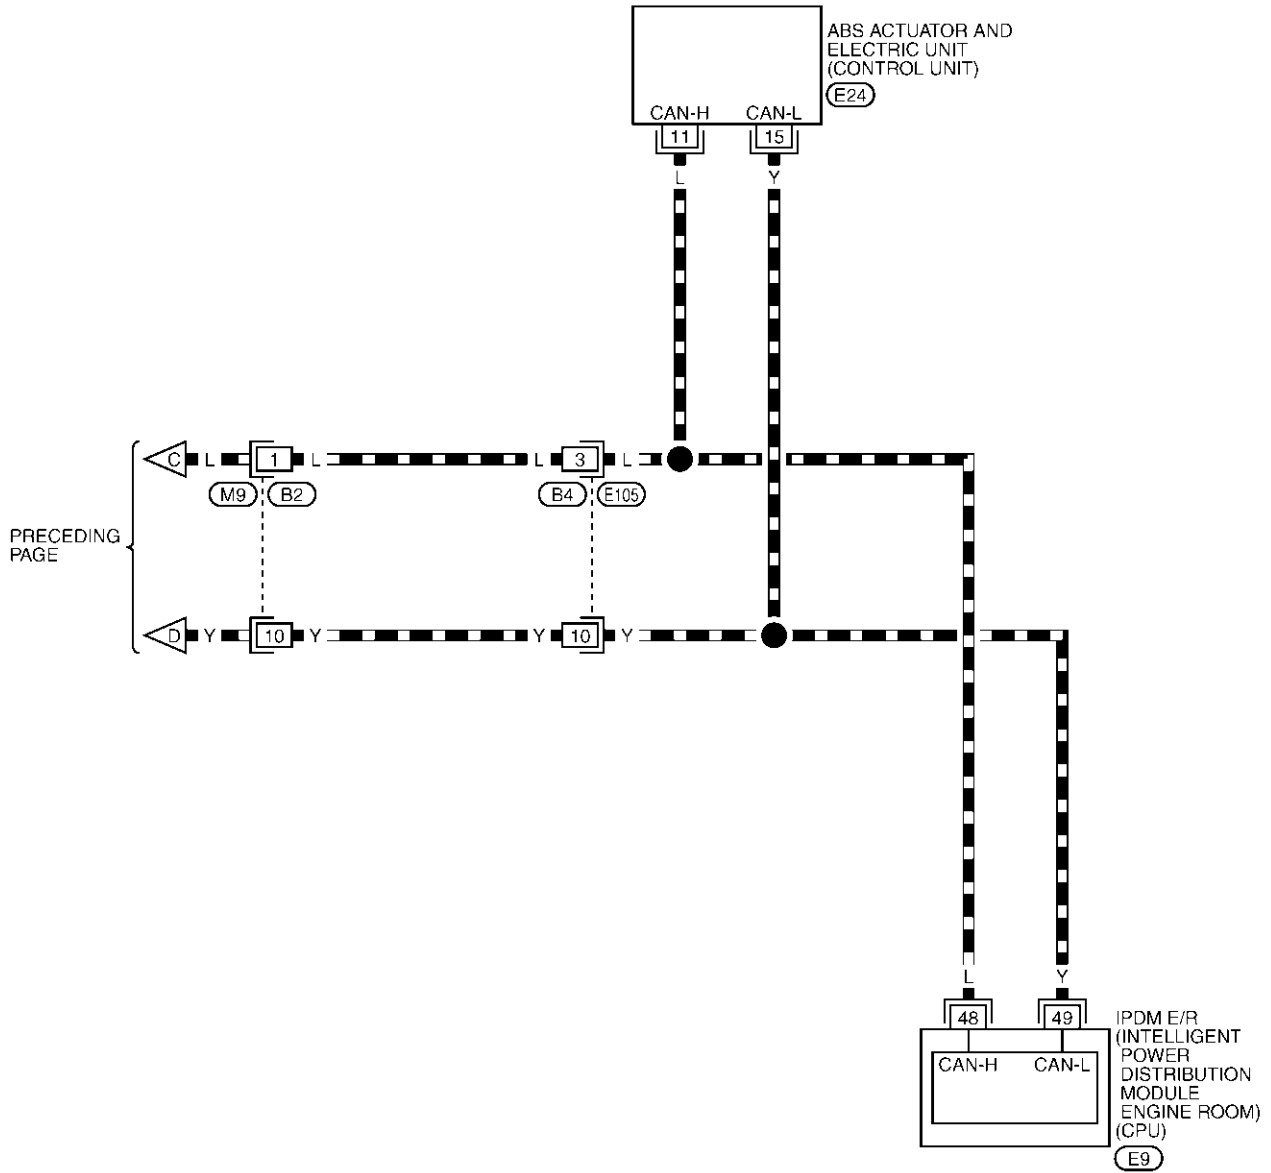 ABS ACTUATOR AND
ELECTRIC UNIT
(CONTROL UNIT)
E24
CAN-H CAN-L
11 15
L Y
C L 1 L L 3 L
M9 B2 B4 E105
PRECEDING
PAGE
D Y 10 Y Y 10 Y
L Y
48 49
CAN-H CAN-L
IPDM E/R
(INTELLIGENT
POWER
DISTRIBUTION
MODULE
ENGINE ROOM)
(CPU)
E9